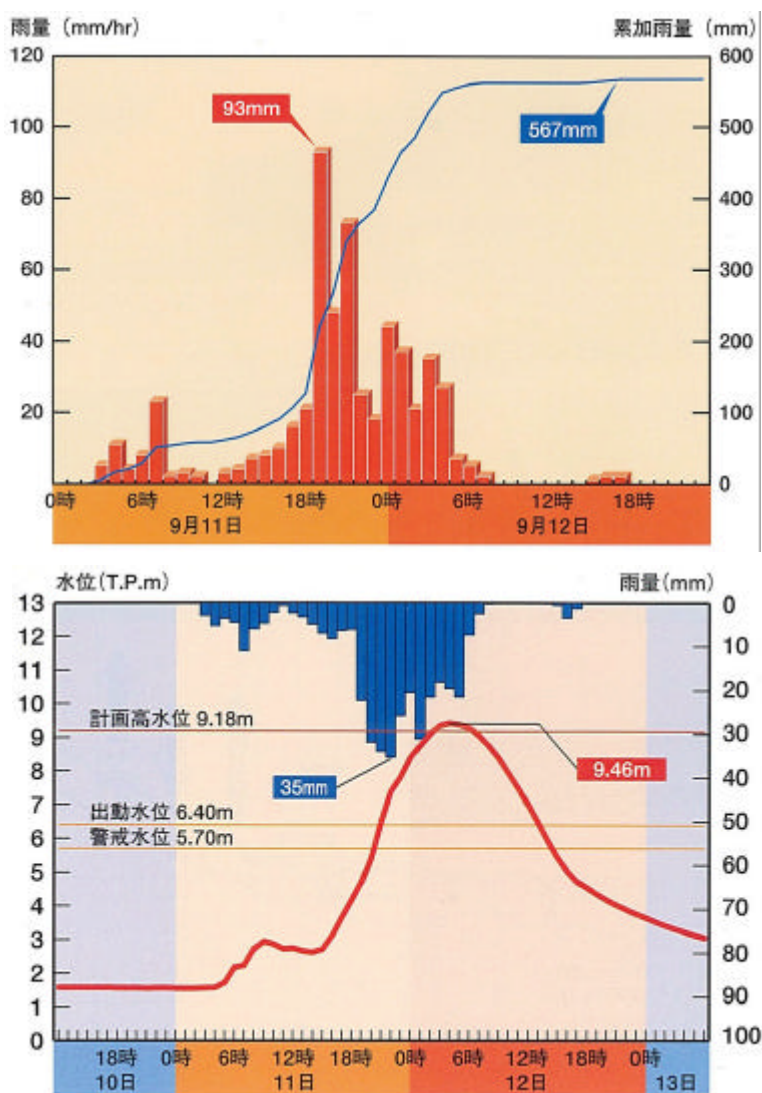 雨量 (mm/hr) 累加雨量 (mm)
120 600
93mm
567mm
100 500
80 400
60 300
40 200
20 100
0
0時 6時 12時 18時 0時 6時 12時 18時
9月11日 9月12日
水位(T.P.m) 雨量(mm)
13 0
12
11 10
10 20
計画高水位 9.18m
9 30
9.46m
8
35mm
40
7
出動水位 6.40m
50
6
警戒水位 5.70m
5 60
4
70
3
80
2
90
1
0 100
18時 0時 6時 12時 18時 0時 6時 12時 18時 0時
10日 11日 12日 13日